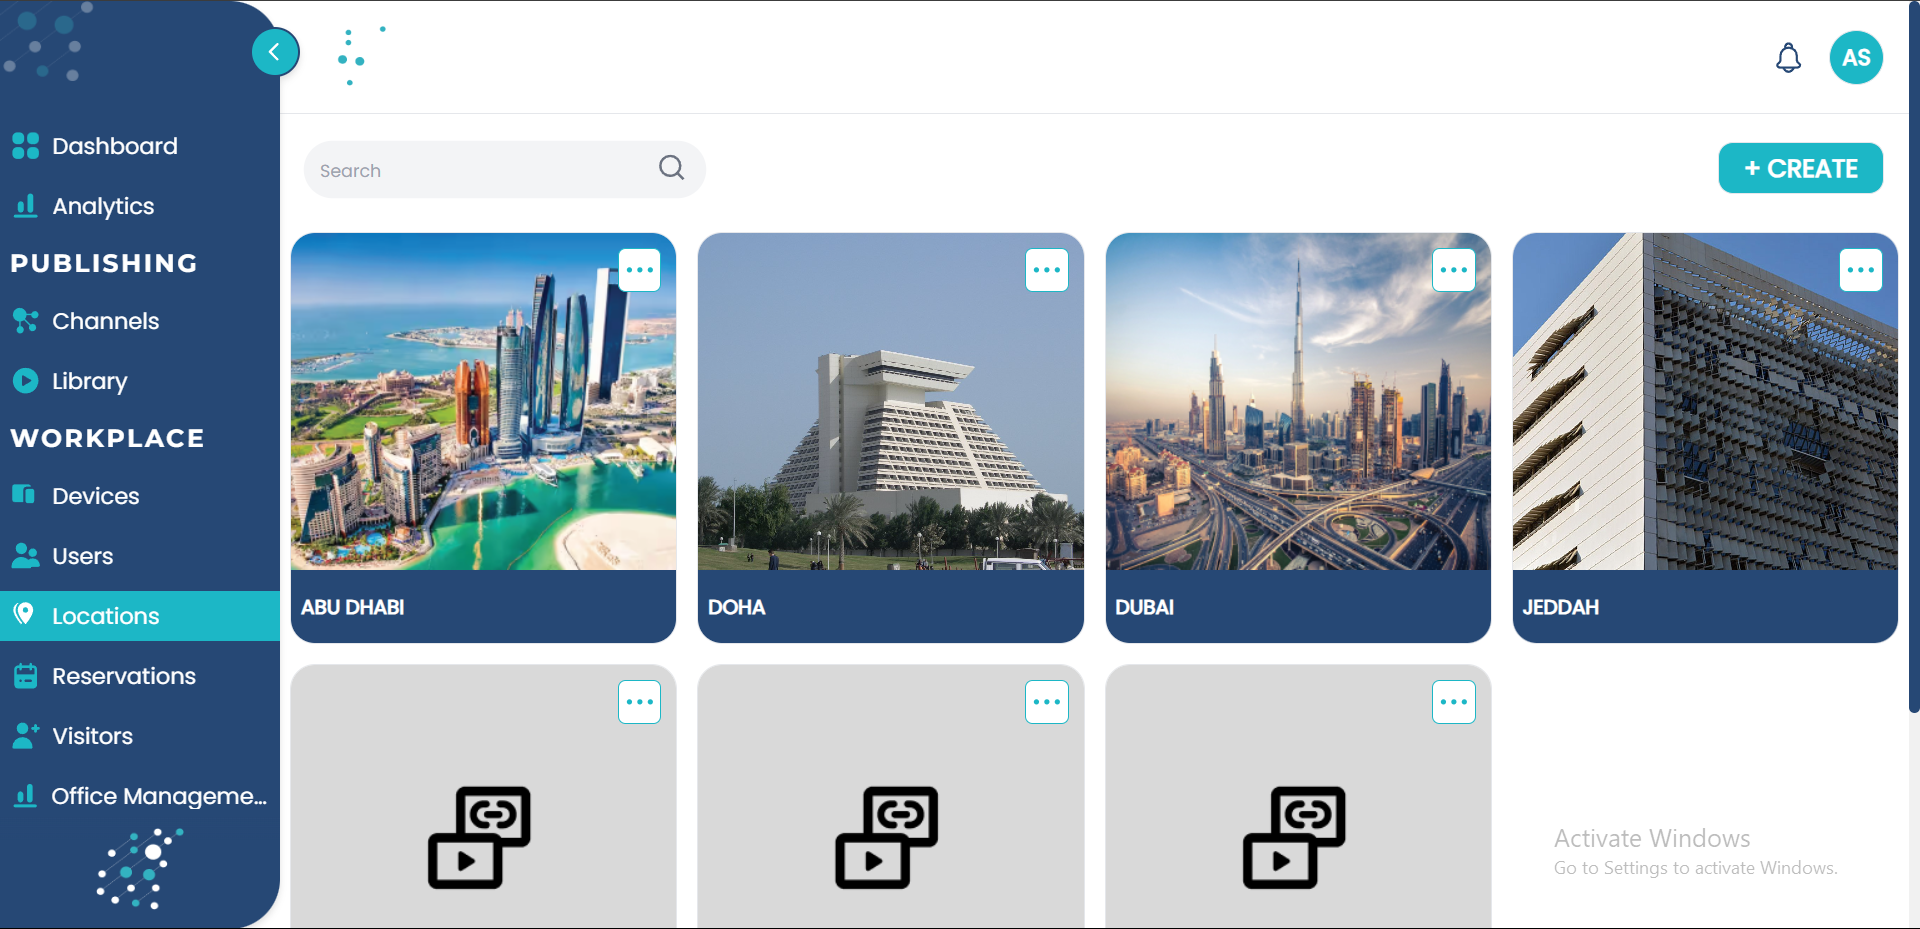 AS
Dashboard
Analytics
PUBLISHING
Channels
Library
WORKPLACE
Devices
Users
Locations
Reservations
Visitors
Office Manageme...
Search
+ CREATE
ABU DHABI
DOHA
DUBAI
JEDDAH
Activate Windows
Go to Settings to activate Windows.